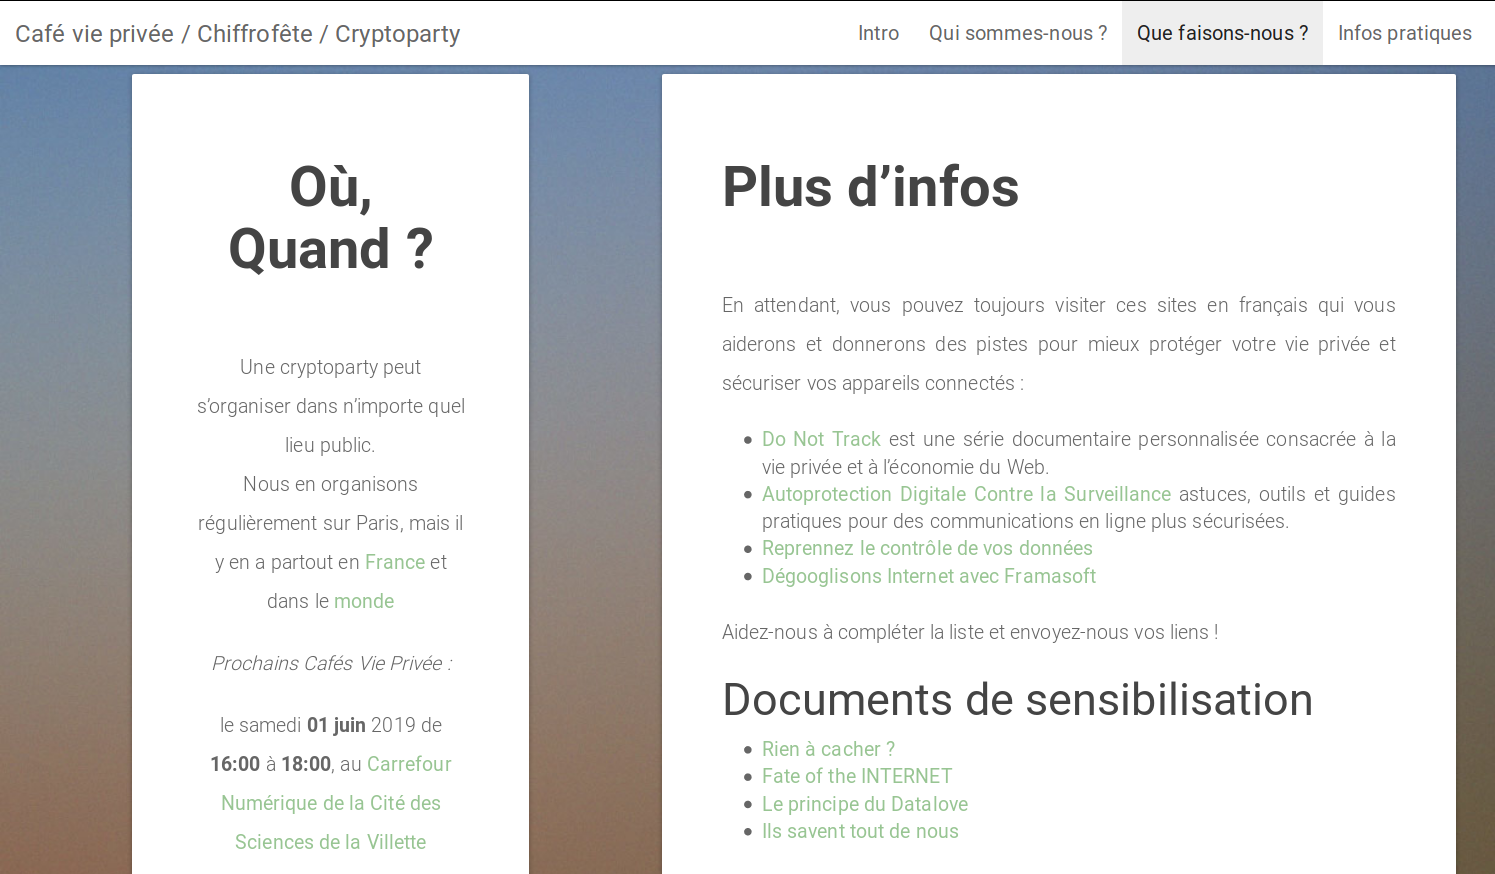 Café vie privée / Chiffrofête / Cryptoparty
Intro
Qui sommes-nous ?
Que faisons-nous ?
Infos pratiques
Où,
Quand ?
Une cryptoparty peut
s’organiser dans n’importe quel
lieu public.
Nous en organisons
régulièrement sur Paris, mais il
y en a partout en France et
dans le monde
Prochains Cafés Vie Privée :
le samedi 01 juin 2019 de
16:00 à 18:00, au Carrefour
Numérique de la Cité des
Sciences de la Villette
Plus d’infos
En attendant, vous pouvez toujours visiter ces sites en français qui vous
aiderons et donnerons des pistes pour mieux protéger votre vie privée et
sécuriser vos appareils connectés :
• Do Not Track est une série documentaire personnalisée consacrée à la
vie privée et à l’économie du Web.
• Autoprotection Digitale Contre la Surveillance astuces, outils et guides
pratiques pour des communications en ligne plus sécurisées.
• Reprennez le contrôle de vos données
• Dégooglisons Internet avec Framasoft
Aidez-nous à compléter la liste et envoyez-nous vos liens !
Documents de sensibilisation
• Rien à cacher ?
• Fate of the INTERNET
• Le principe du Datalove
• Ils savent tout de nous